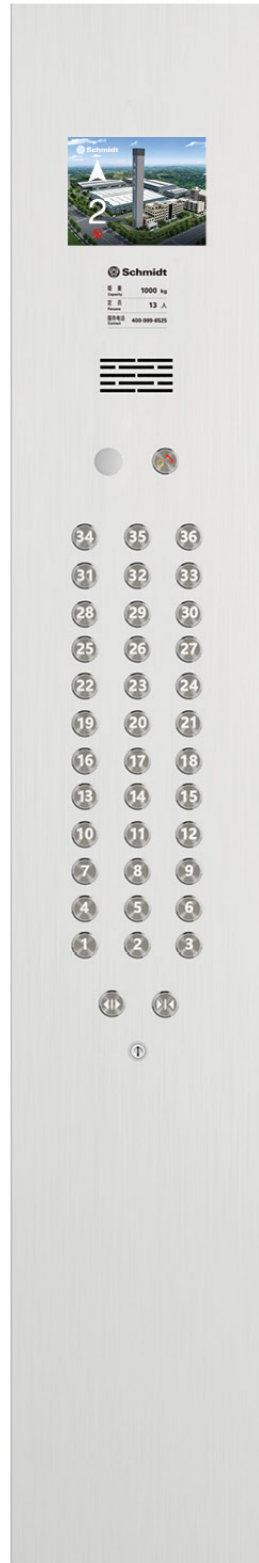 Schmidt
2
Schmidt
载 重 1000 kg
Capacity
定 员 13 人
Persons
服务电话 400-999-6525
Contact
34 35 36
31 32 33
28 29 30
25 26 27
22 23 24
19 20 21
16 17 18
13 14 15
10 11 12
7 8 9
4 5 6
1 2 3